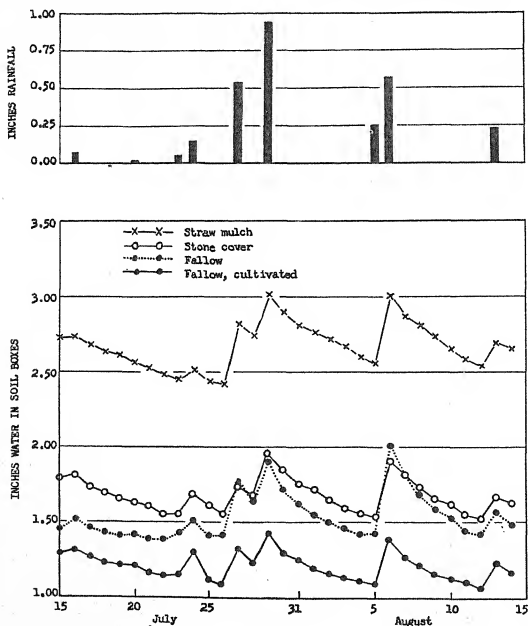 1.00
0.75
0.50
0.25
0.00
INCHES RAINFALL
3.50
3.00
2.50
2.00
1.50
1.00
INCHES WATER IN SOIL BOXES
Straw mulch
Stone cover
Fallow
Fallow, cultivated
15 20 25 31 5 10 15
July August